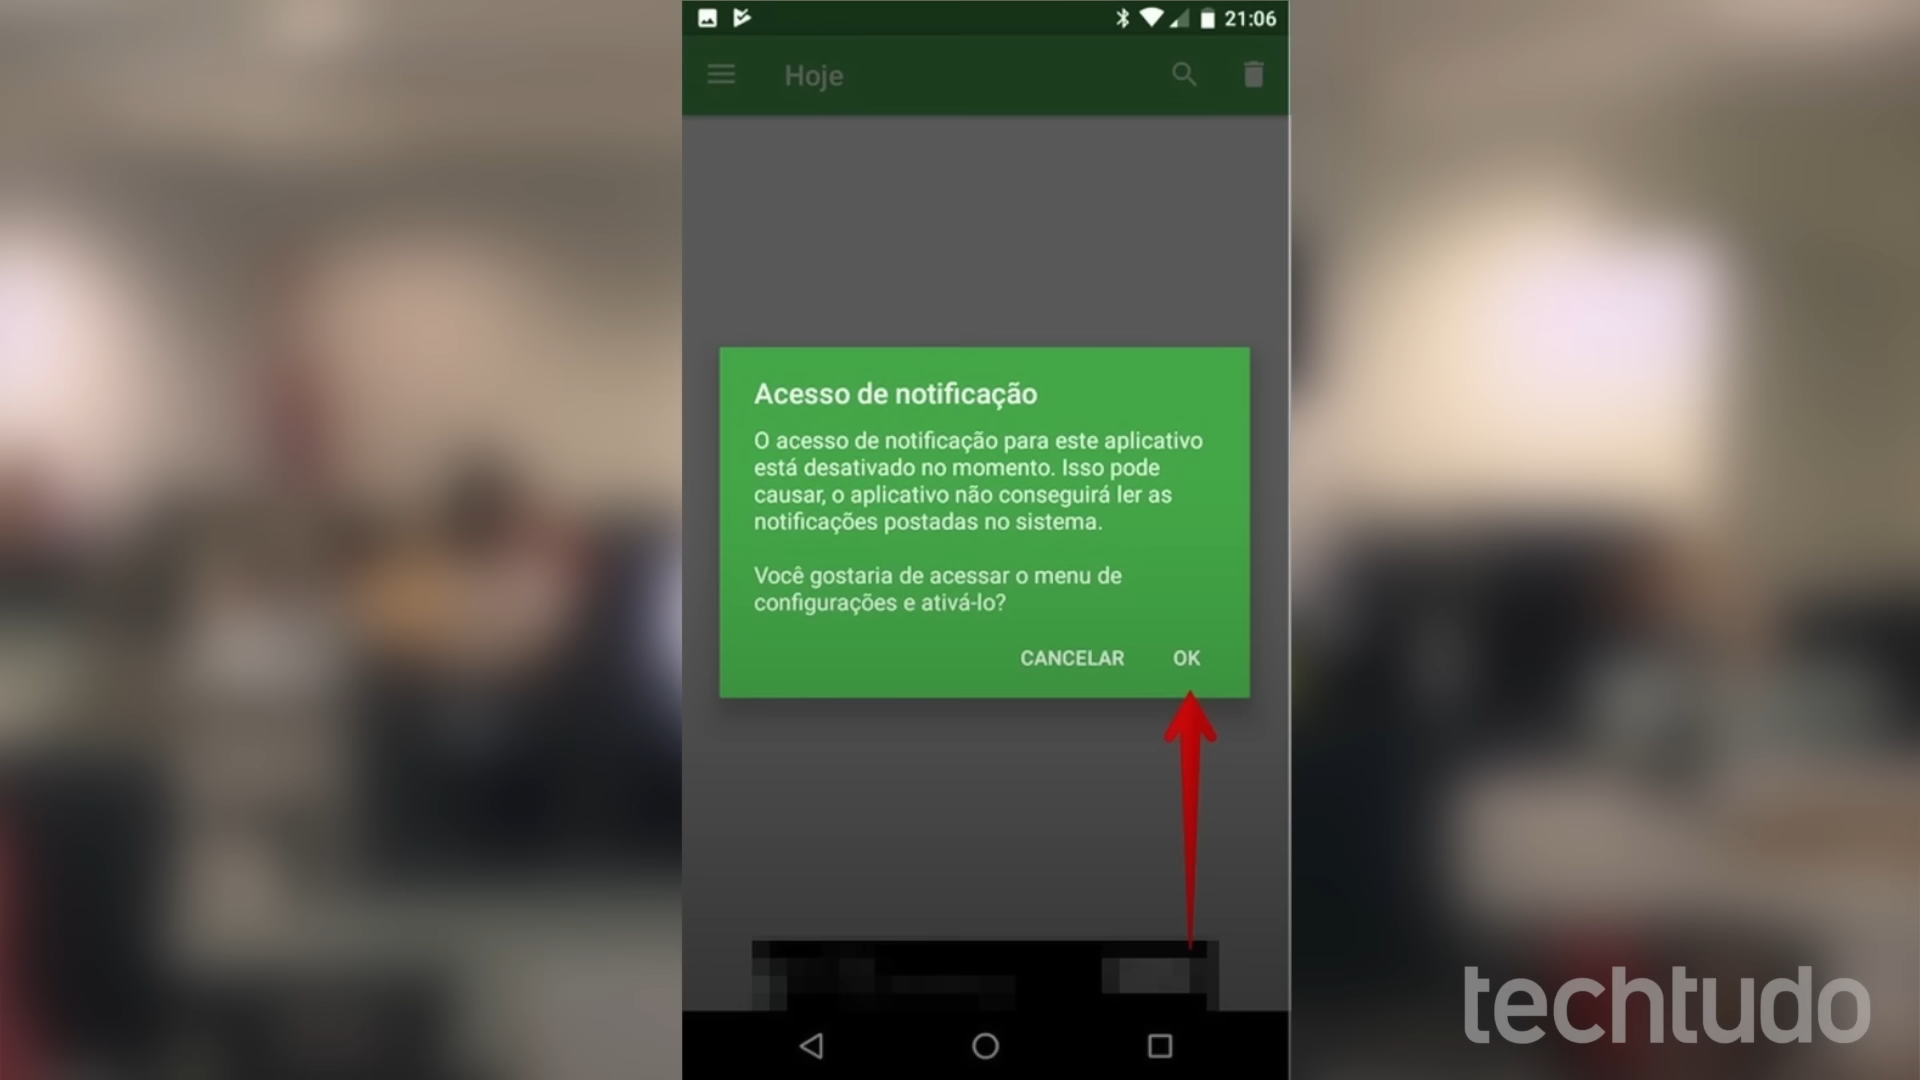 21:06
Hoje
Acesso de notificação
O acesso de notificação para este aplicativo
está desativado no momento. Isso pode
causar, o aplicativo não conseguirá ler as
notificações postadas no sistema.
Você gostaria de acessar o menu de
configurações e ativá-lo?
CANCELAR OK
techtudo